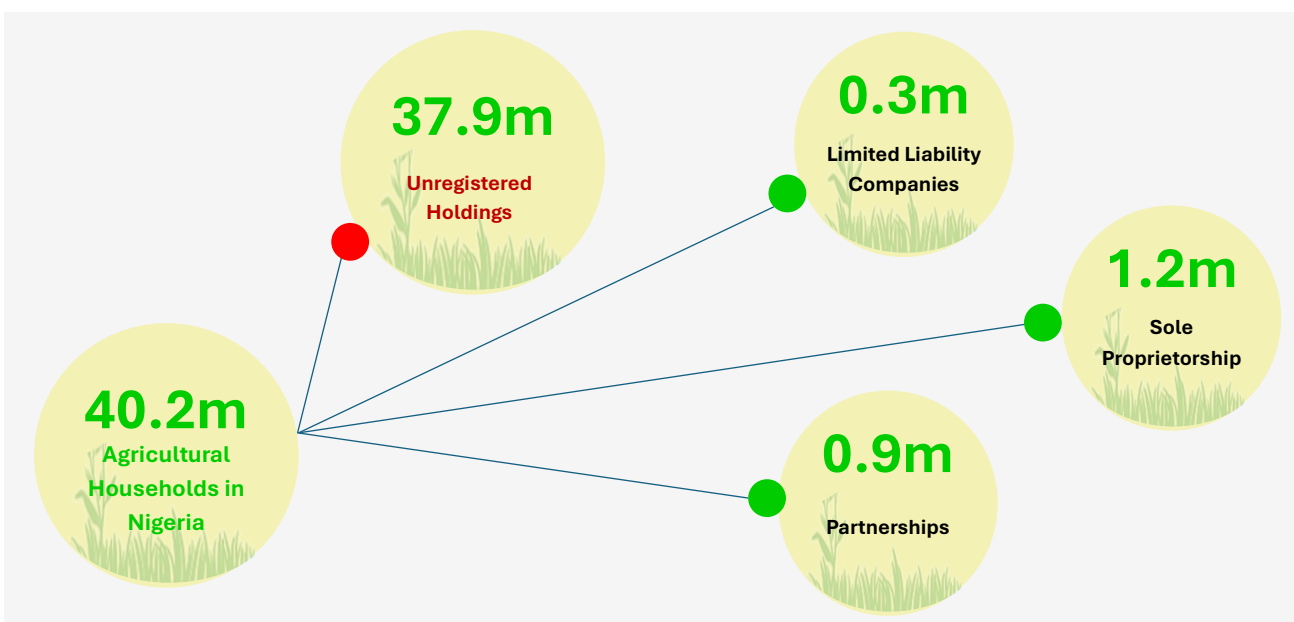 37.9m
Unregistered
Holdings
0.3m
Limited Liability
Companies
1.2m
Sole
Proprietorship
40.2m
Agricultural
Households in
Nigeria
0.9m
Partnerships